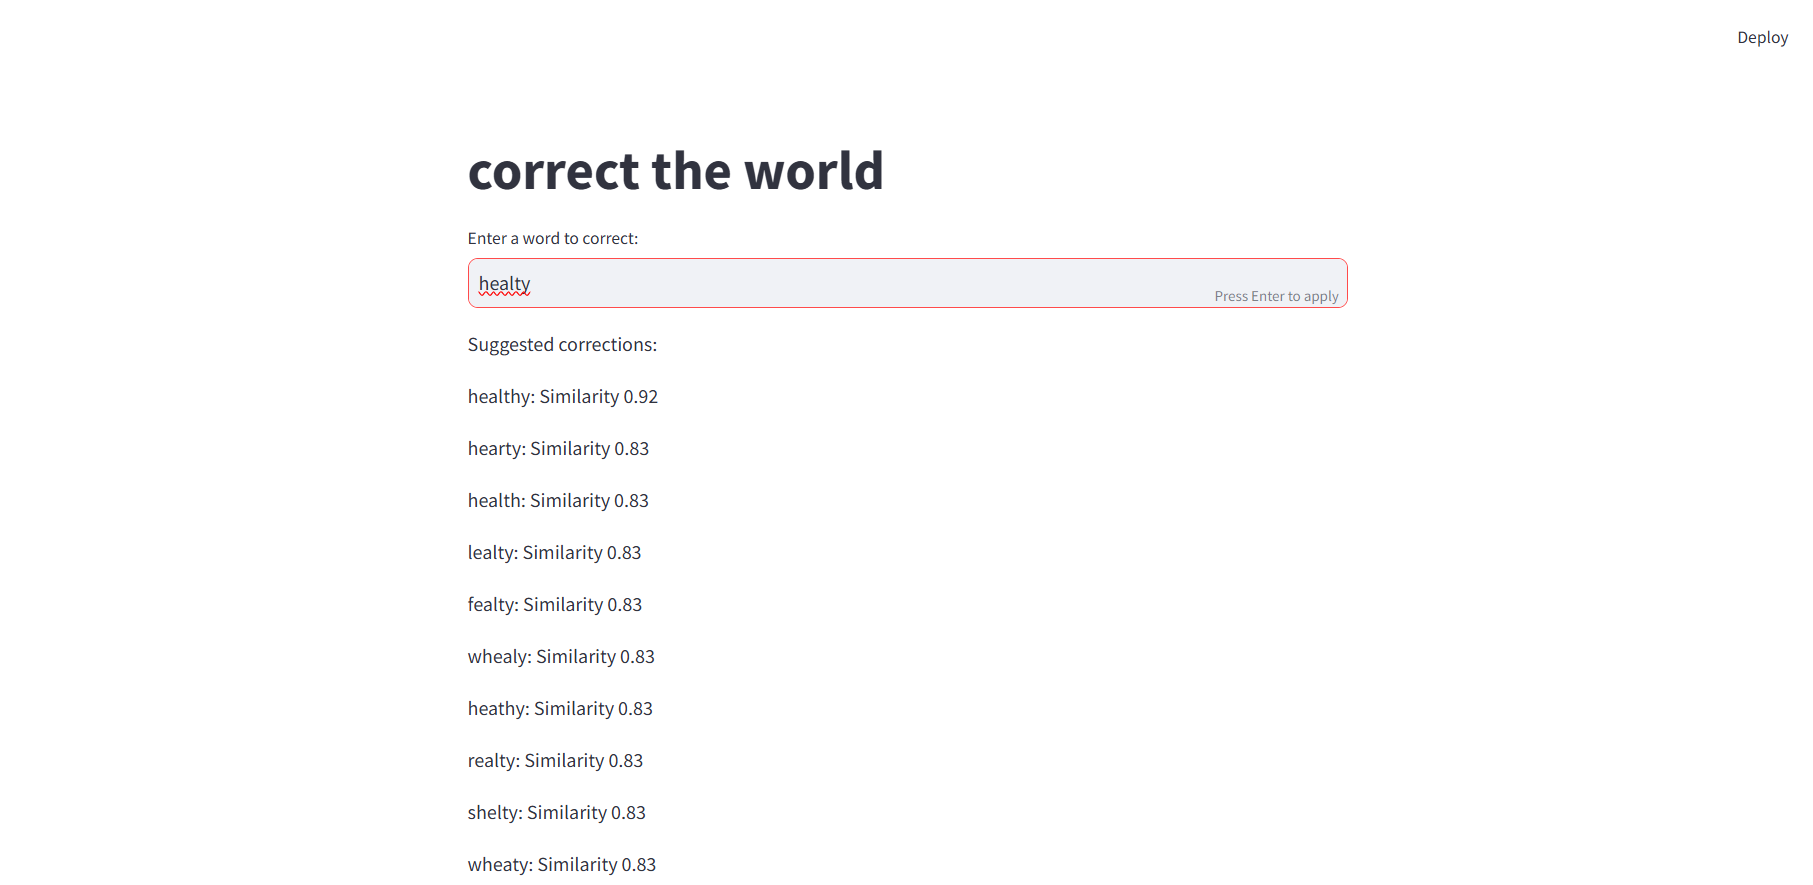 Deploy
correct the world
Enter a word to correct:
healty
Press Enter to apply
Suggested corrections:
healthy: Similarity 0.92
hearty: Similarity 0.83
health: Similarity 0.83
lealty: Similarity 0.83
fealty: Similarity 0.83
whealy: Similarity 0.83
heathy: Similarity 0.83
realty: Similarity 0.83
shelty: Similarity 0.83
wheaty: Similarity 0.83